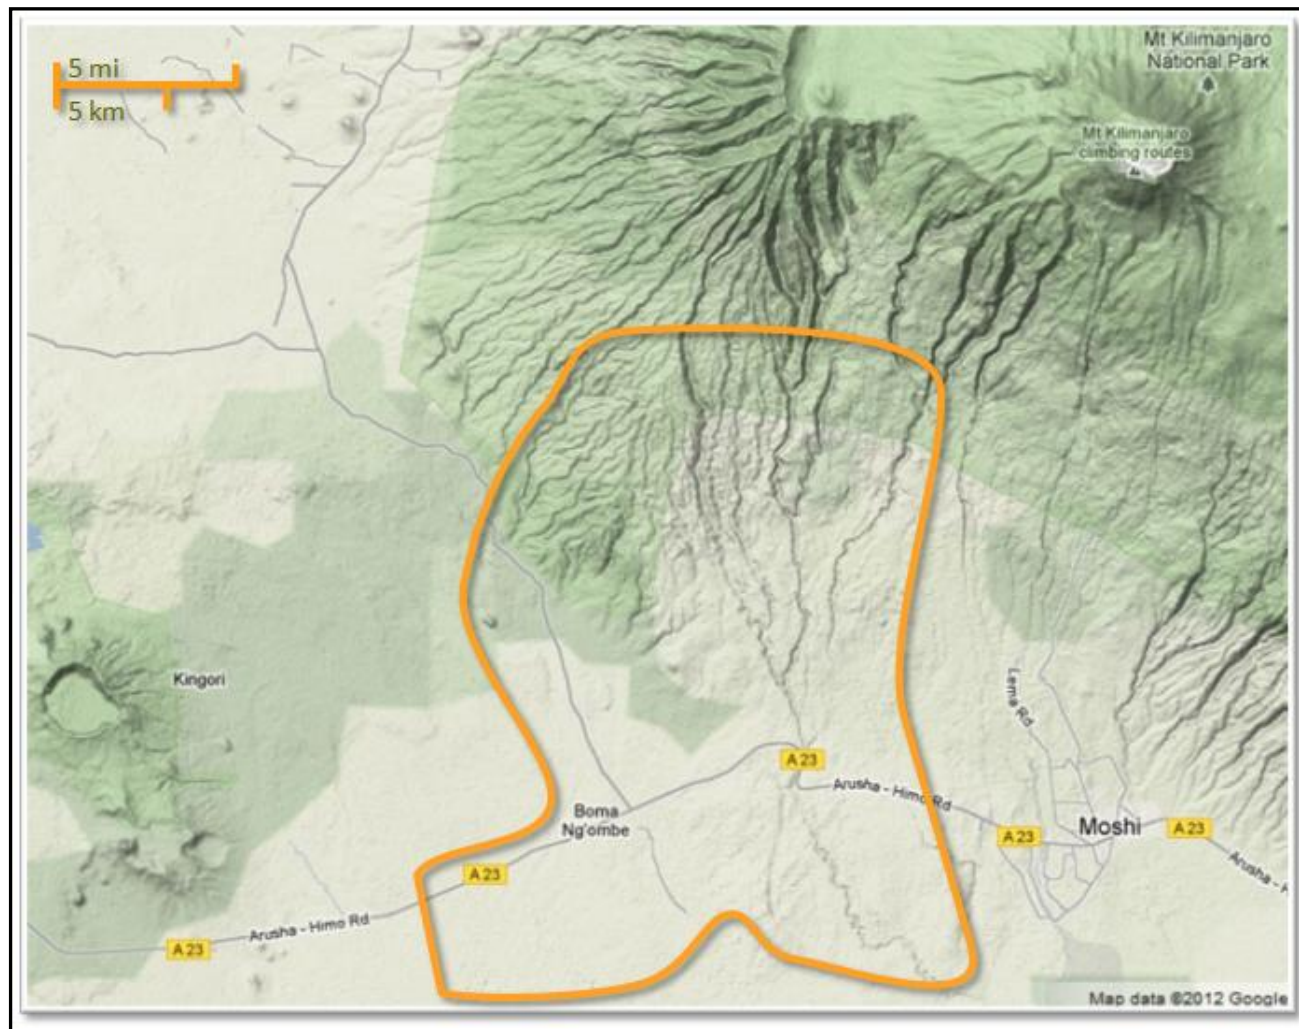 5 mi
5 km
Mt Kilimanjaro
National Park
Mt Kilimanjaro
climbing routes
Kingori
Lema Rd
A 23
Arusha - Himo Rd
Boma
Ng'ombe
Moshi
A 23
A 23
A 23
Arusha - H
Arusha - Himo Rd
A 23
Map data ©2012 Google